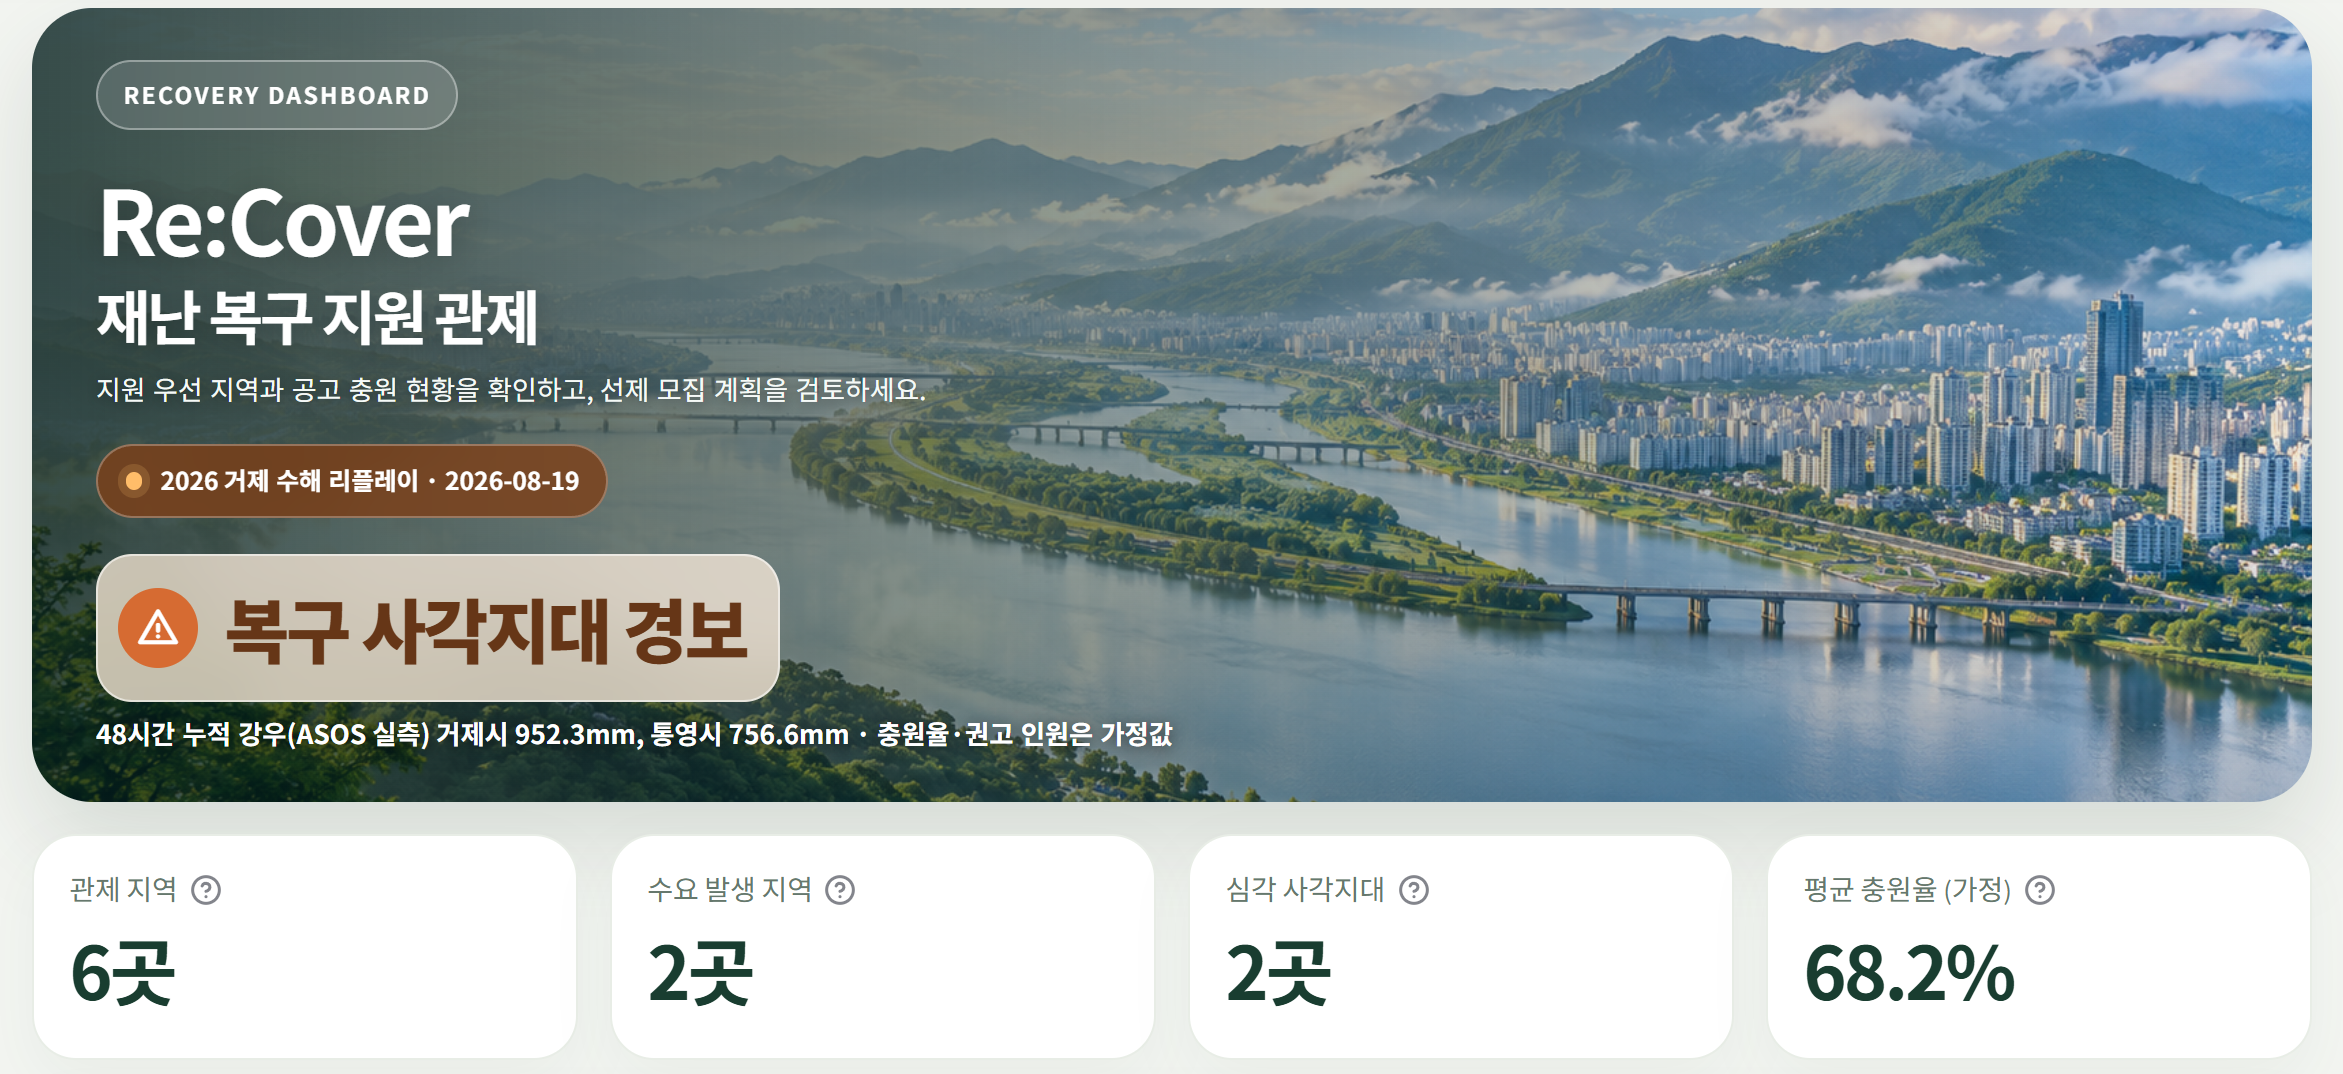 RECOVERY DASHBOARD
Re:Cover
재난 복구 지원 관제
지원 우선 지역과 공고 충원 현황을 확인하고, 선제 모집 계획을 검토하세요.
2026 거제 수해 리플레이 · 2026-08-19
복구 사각지대 경보
48시간 누적 강우(ASOS 실측) 거제시 952.3mm, 통영시 756.6mm · 충원율·권고 인원은 가정값
관제 지역
6곳
수요 발생 지역
2곳
심각 사각지대
2곳
평균 충원율 (가정)
68.2%